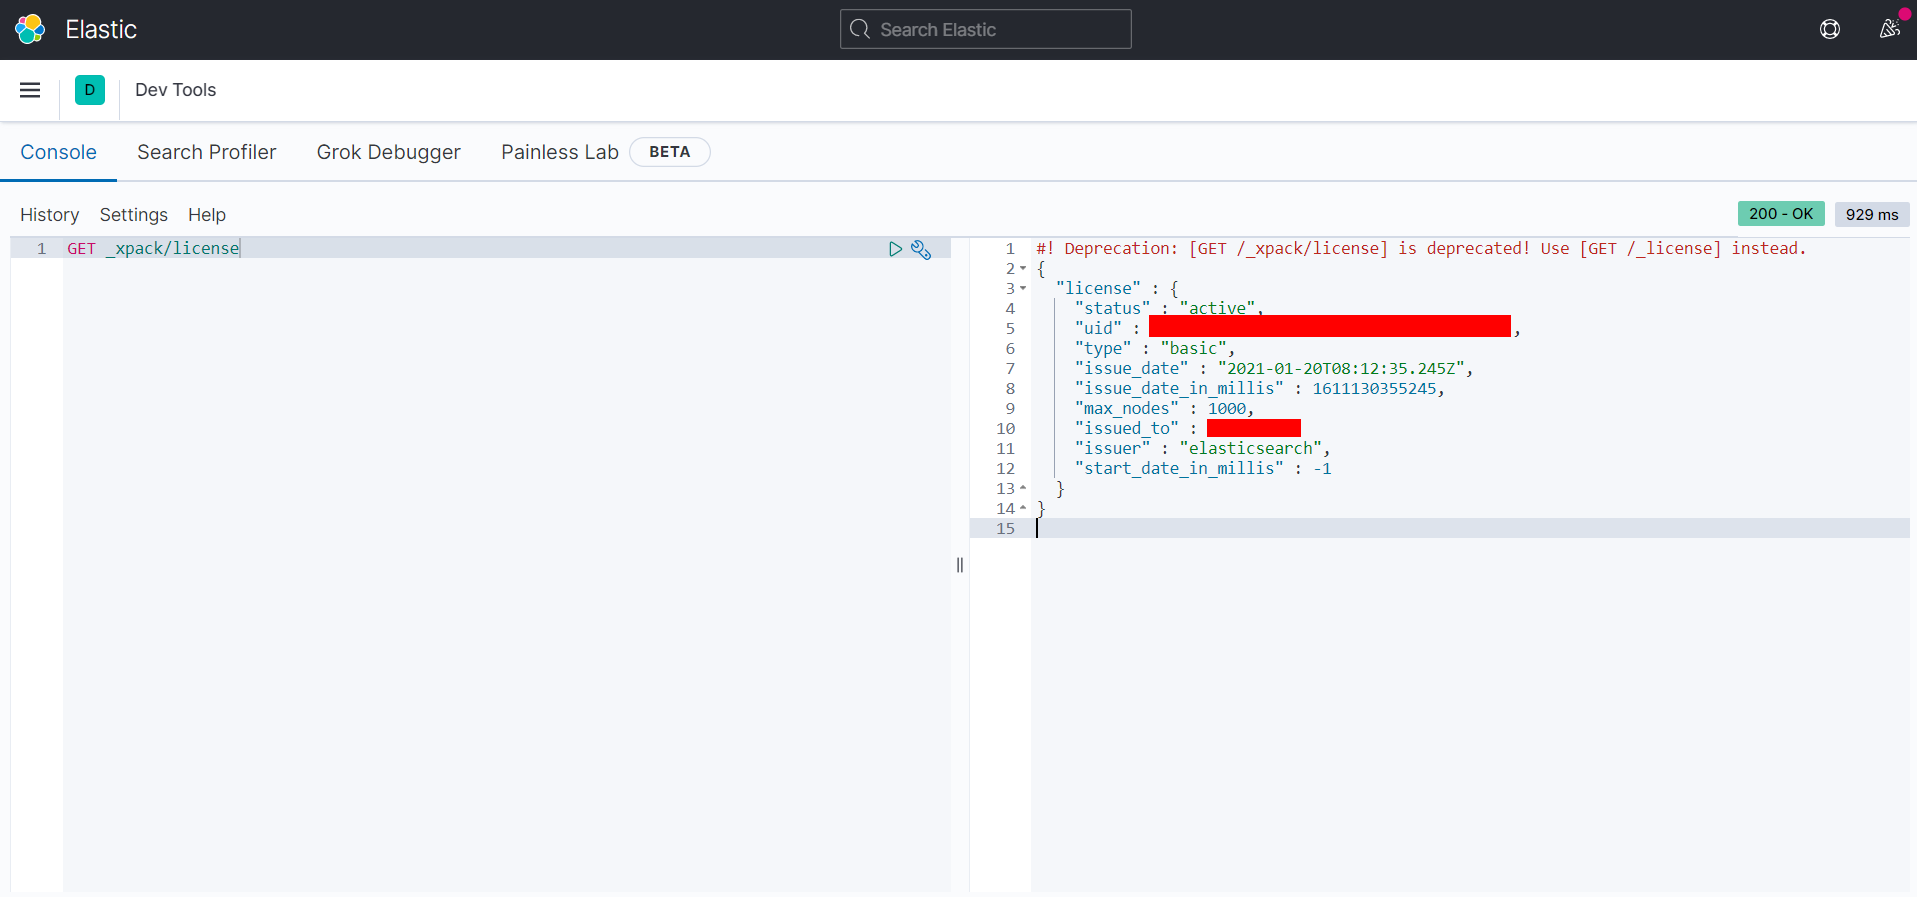 Elastic
Search Elastic
D
Dev Tools
Console
Search Profiler
Grok Debugger
Painless Lab
BETA
History
Settings
Help
200 - OK
929 ms
1
GET _xpack/license
1 #! Deprecation: [GET /_xpack/license] is deprecated! Use [GET /_license] instead.
2 {
3 "license" : {
4 "status" : "active",
5 "uid" : ,
6 "type" : "basic",
7 "issue_date" : "2021-01-20T08:12:35.245Z",
8 "issue_date_in_millis" : 1611130355245,
9 "max_nodes" : 1000,
10 "issued_to" :
11 "issuer" : "elasticsearch",
12 "start_date_in_millis" : -1
13 }
14 }
15